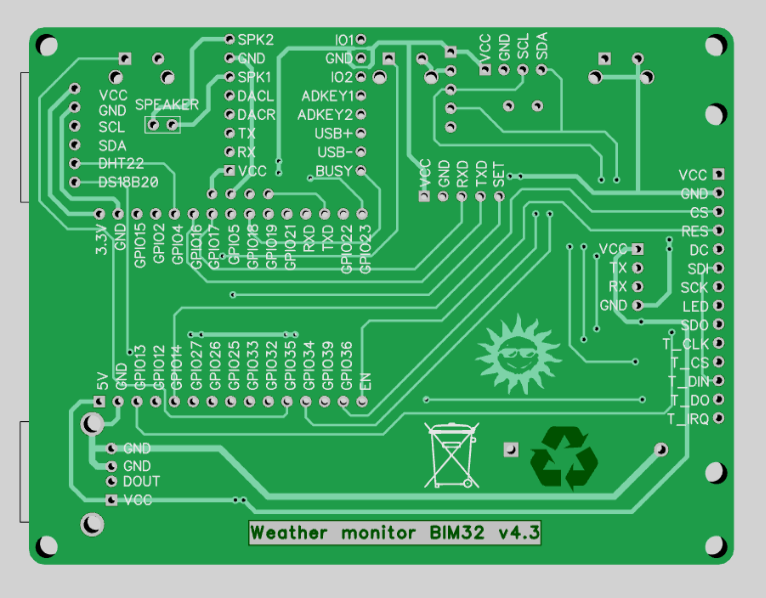 SPK2
GND
SPK1
DACL
DACR
TX
RX
VCC
IO1
GND
IO2
ADKEY1
ADKEY2
USB+
USB-
BUSY
VCC
GND
SCL
SDA
VCC
GND
SCL
SDA
DHT22
DS18B20
SPEAKER
VCC
GND
RXD
TXD
SET
VCC
GND
CS
RES
DC
SDI
SCK
LED
SDO
T_CLK
T_CS
T_DIN
T_DO
T_IRQ
VCC
TX
RX
GND
3.3V
GND
GPIO15
GPIO2
GPIO4
GPIO16
GPIO17
GPIO5
GPIO18
GPIO19
GPIO21
RXD
TXD
GPIO22
GPIO23
5V
GND
GPIO13
GPIO12
GPIO14
GPIO27
GPIO26
GPIO25
GPIO33
GPIO32
GPIO35
GPIO34
GPIO39
GPIO36
EN
GND
GND
DOUT
VCC
Weather monitor BIM32 v4.3